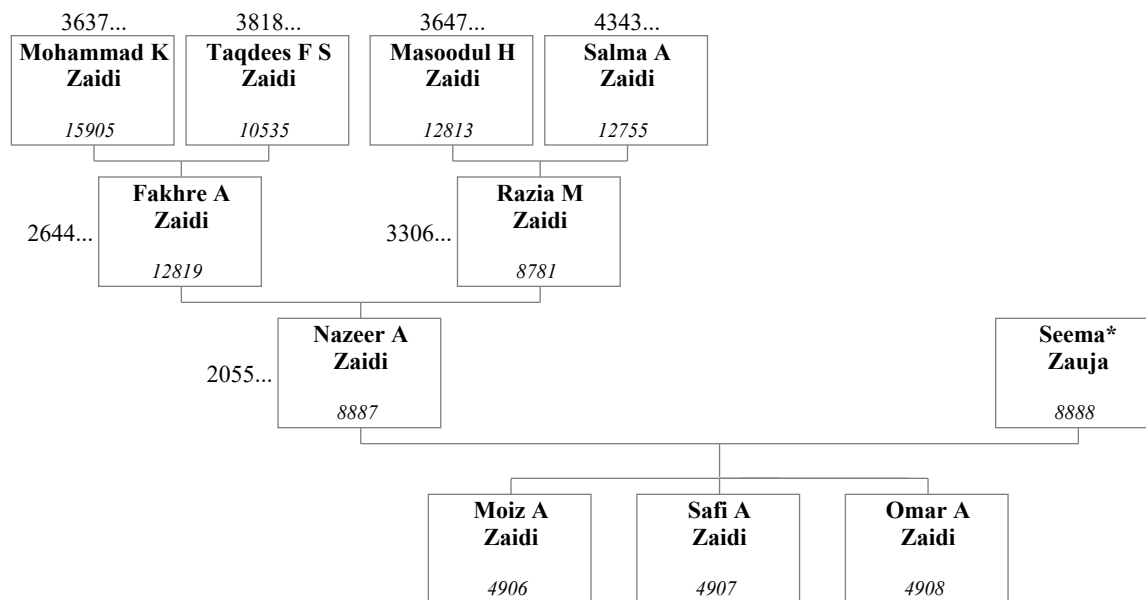 3637... 3818... 3647... 4343...
Mohammad K Taqdees F S Masoodul H Salma A
Zaidi Zaidi Zaidi Zaidi
15905 10535 12813 12755
Fakhre A Razia M
Zaidi Zaidi
2644... 3306...
12819 8781
Nazeer A Seema*
Zaidi Zauja
2055...
8887 8888
Moiz A Safi A Omar A
Zaidi Zaidi Zaidi
4906 4907 4908